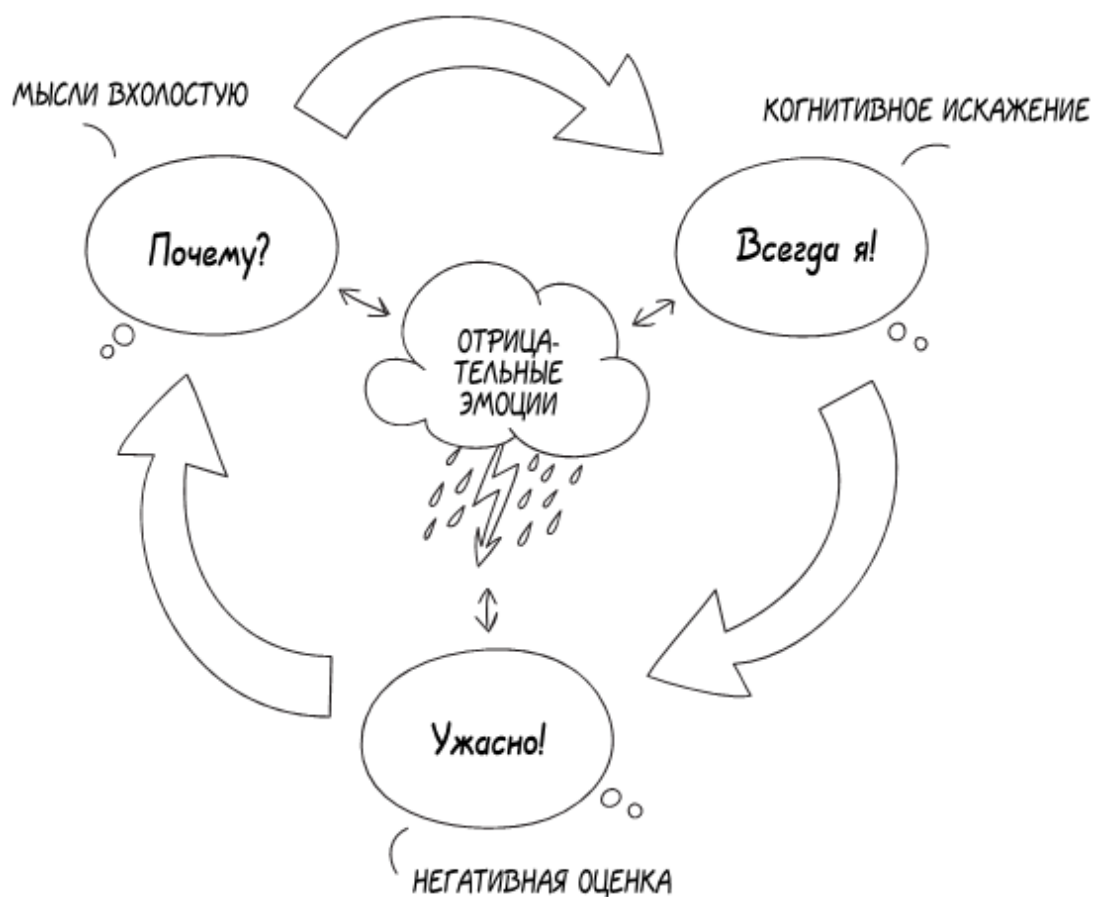 МЫСЛИ ВХОЛОСТУЮ
КОГНИТИВНОЕ ИСКАЖЕНИЕ
Почему?
Всегда я!
ОТРИЦА-
ТЕЛЬНЫЕ
ЭМОЦИИ
Ужасно!
НЕГАТИВНАЯ ОЦЕНКА